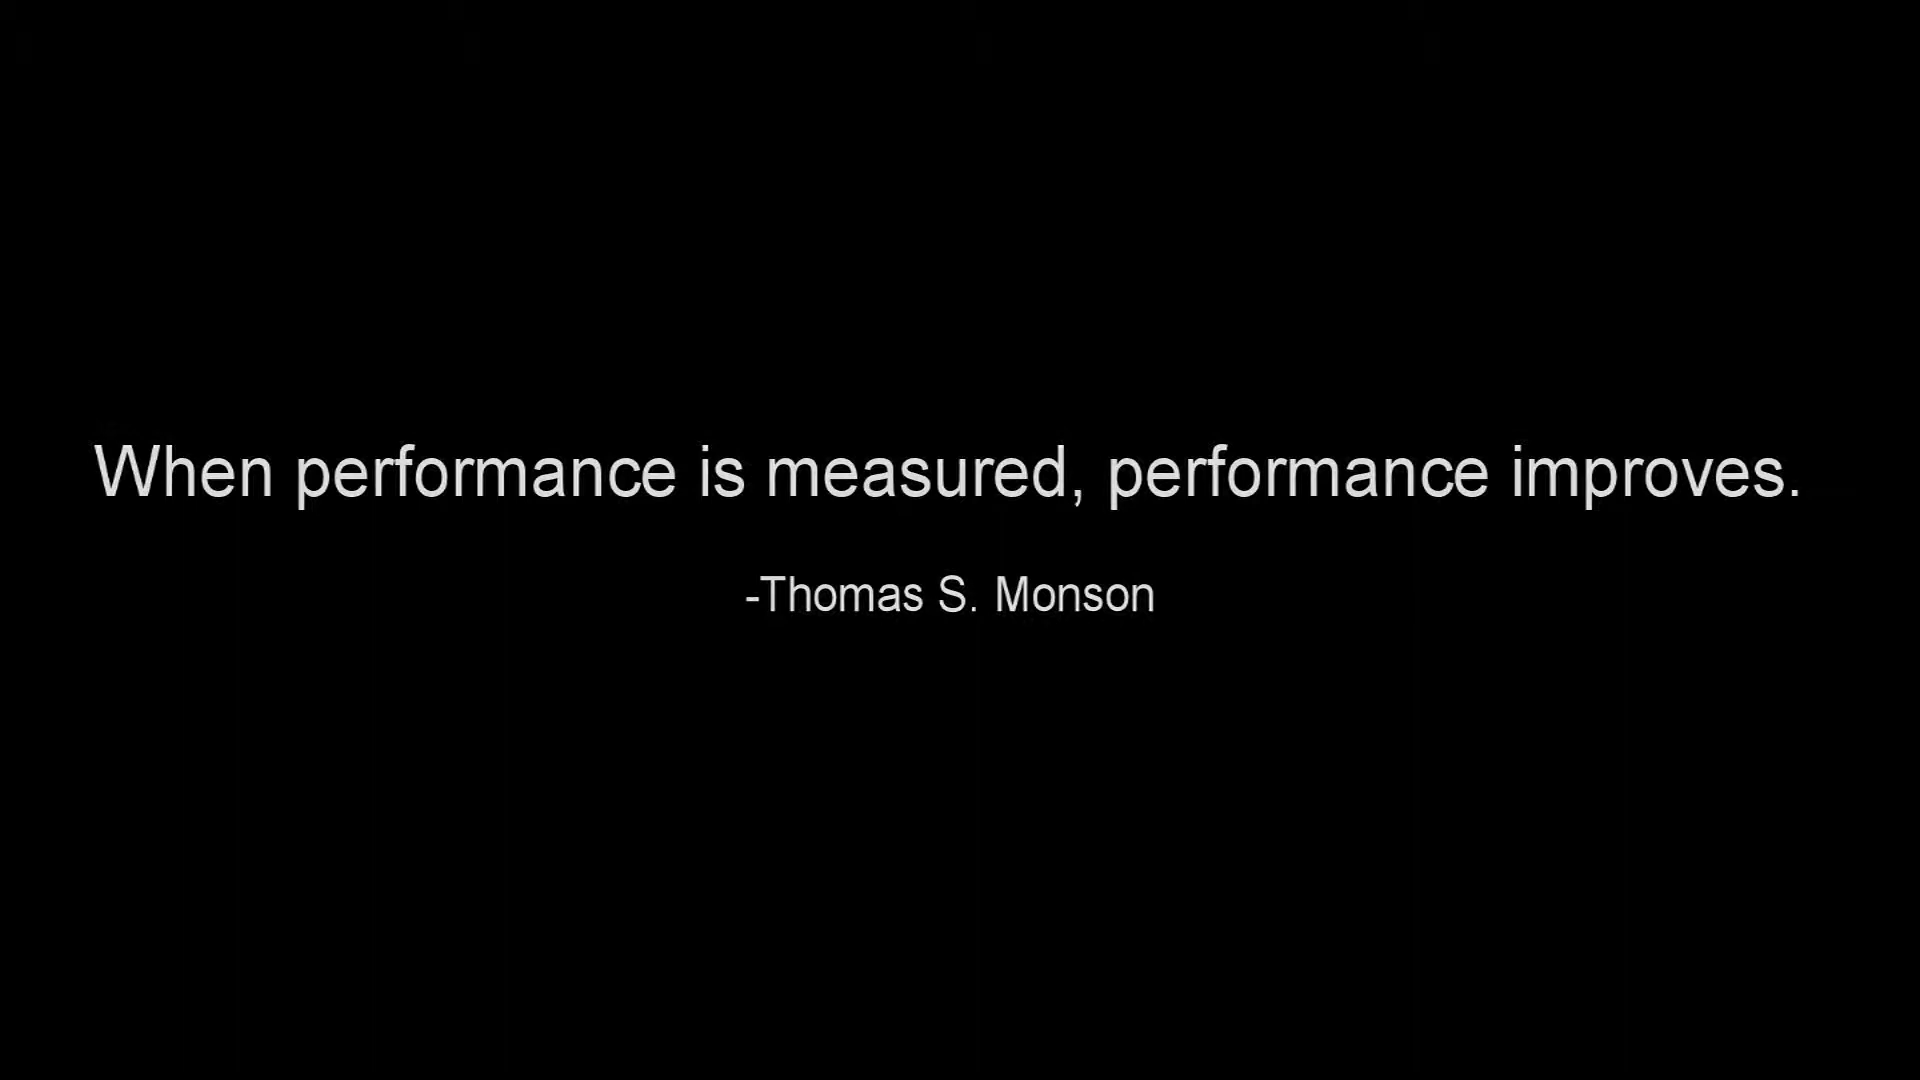 When performance is measured, performance improves.
-Thomas S. Monson